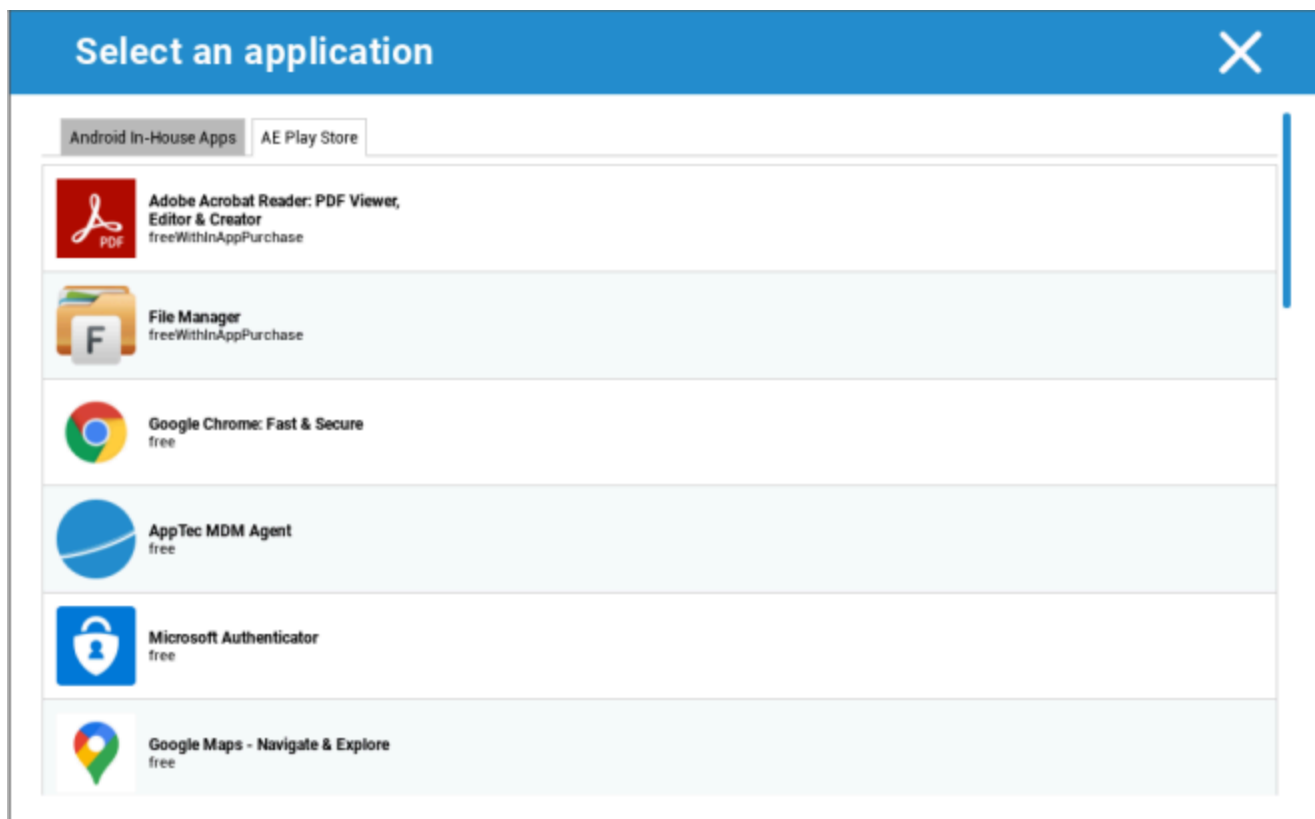 Select an application
Android In-House Apps
AE Play Store
PDF
Adobe Acrobat Reader: PDF Viewer,
Editor & Creator
freeWithInAppPurchase
F
File Manager
freeWithInAppPurchase
Google Chrome: Fast & Secure
free
AppTec MDM Agent
free
Microsoft Authenticator
free
Google Maps - Navigate & Explore
free